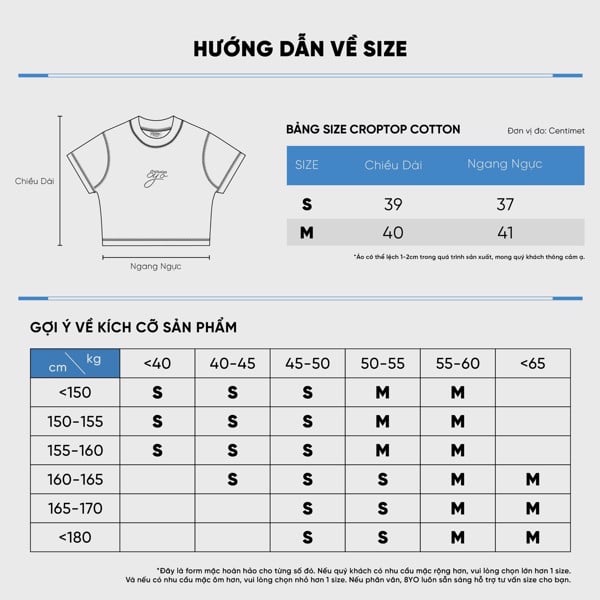 HƯỚNG DẪN VỀ SIZE
Chiều Dài
Ngang Ngực
BẢNG SIZE CROPTOP COTTON
Đơn vị đo: Centimet
SIZE Chiều Dài Ngang Ngực
S 39 37
M 40 41
*Áo có thể lệch 1-2cm trong quá trình sản xuất, mong quý khách thông cảm ạ.
GỢI Ý VỀ KÍCH CỠ SẢN PHẨM
cm kg <40 40-45 45-50 50-55 55-60 <65
<150 S S S M M
150-155 S S S M M
155-160 S S S M M
160-165 S S S M M
165-170 S S M M
<180 S S M M
*Đây là form mặc hoàn hảo cho từng số đo. Nếu quý khách có nhu cầu mặc rộng hơn, vui lòng chọn lớn hơn 1 size.
Và nếu có nhu cầu mặc ôm hơn, vui lòng chọn nhỏ hơn 1 size. Nếu phân vân, 8YO luôn sẵn sàng hỗ trợ tư vấn size cho bạn.